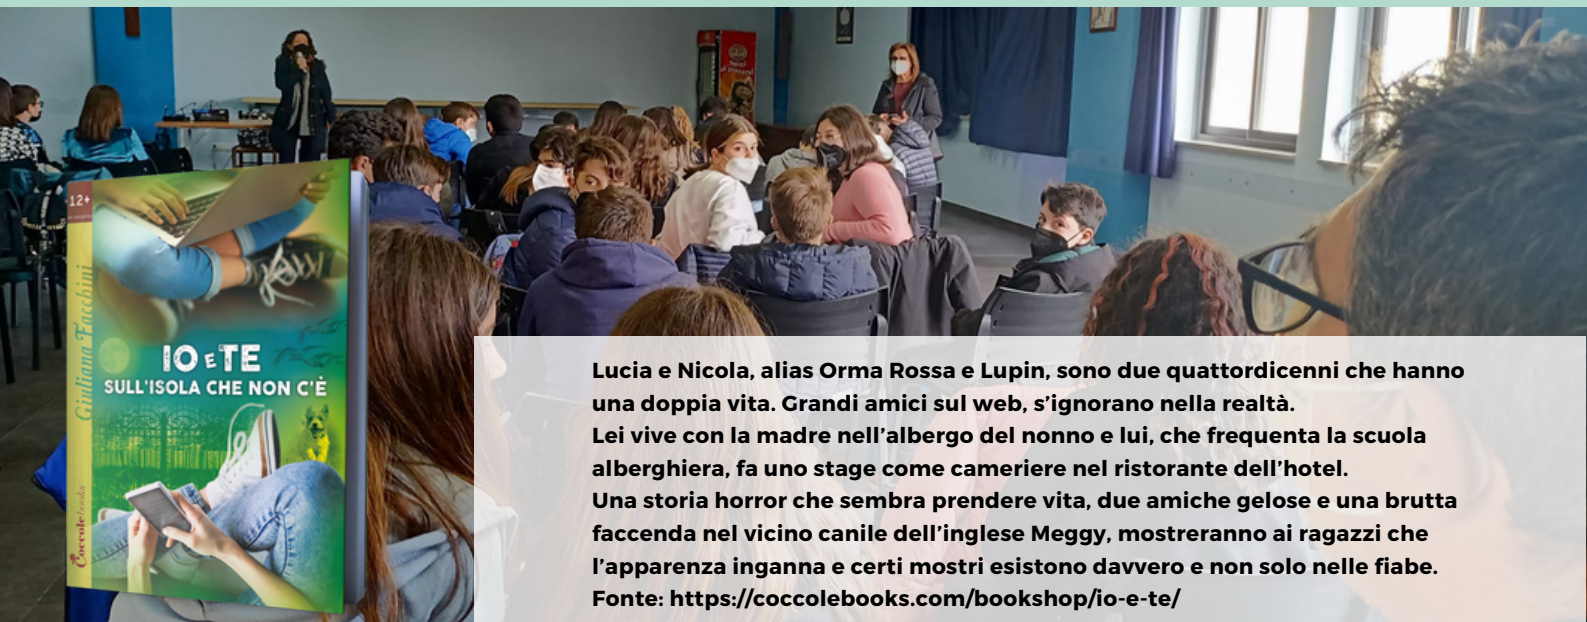 12+
Giuliana Fachini
IO E TE
SULL'ISOLA CHE NON C'È
Coccolebooks
Lucia e Nicola, alias Orma Rossa e Lupin, sono due quattordicenni che hanno
una doppia vita. Grandi amici sul web, s’ignorano nella realtà.
Lei vive con la madre nell’albergo del nonno e lui, che frequenta la scuola
alberghiera, fa uno stage come cameriere nel ristorante dell’hotel.
Una storia horror che sembra prendere vita, due amiche gelose e una brutta
faccenda nel vicino canile dell’inglese Meggy, mostreranno ai ragazzi che
l’apparenza inganna e certi mostri esistono davvero e non solo nelle fiabe.
Fonte: https://coccolebooks.com/bookshop/io-e-te/